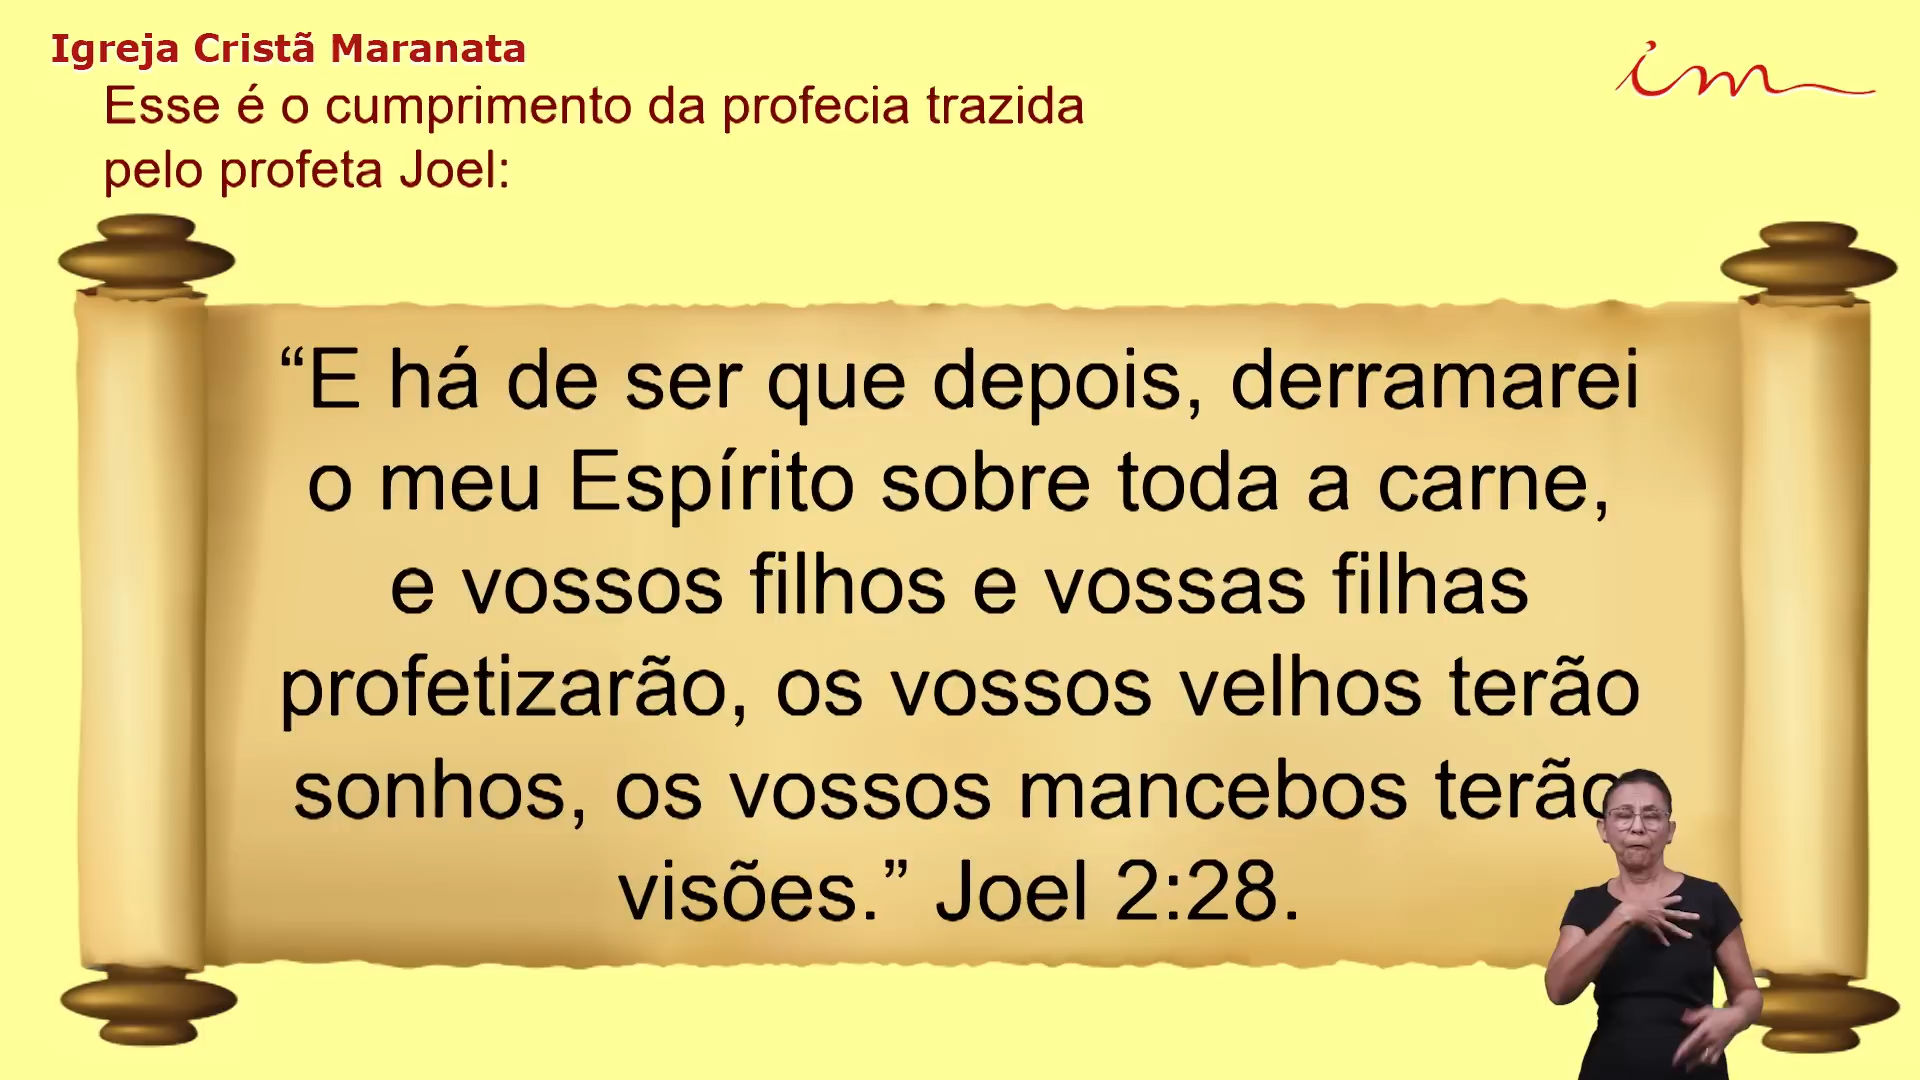 Igreja Cristã Maranata
im
Esse é o cumprimento da profecia trazida
pelo profeta Joel:
“E há de ser que depois, derramarei
o meu Espírito sobre toda a carne,
e vossos filhos e vossas filhas
profetizarão, os vossos velhos terão
sonhos, os vossos mancebos terão
visões.” Joel 2:28.